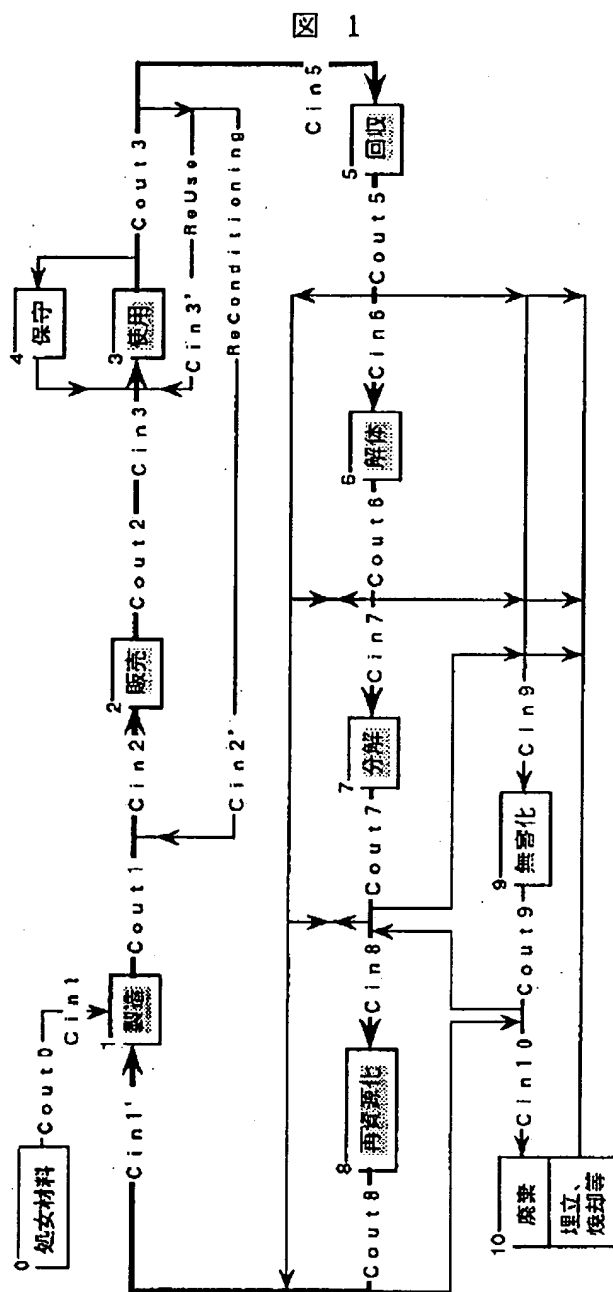 図 1
0
処女材料
Cout0
Cin1
1
製造
Cin1'
Cout1
Cin2
2
販売
Cout2
Cin3
3
使用
4
保守
Cout3
Cin3'
ReUse
Cin2'
ReConditioning
Cin5
5
回収
Cout5
Cin6
6
解体
Cout6
Cin7
7
分解
Cout7
Cin8
8
再資源化
Cout8
Cin9
9
無害化
Cout9
Cin10
10
廃棄
埋立、
焼却等